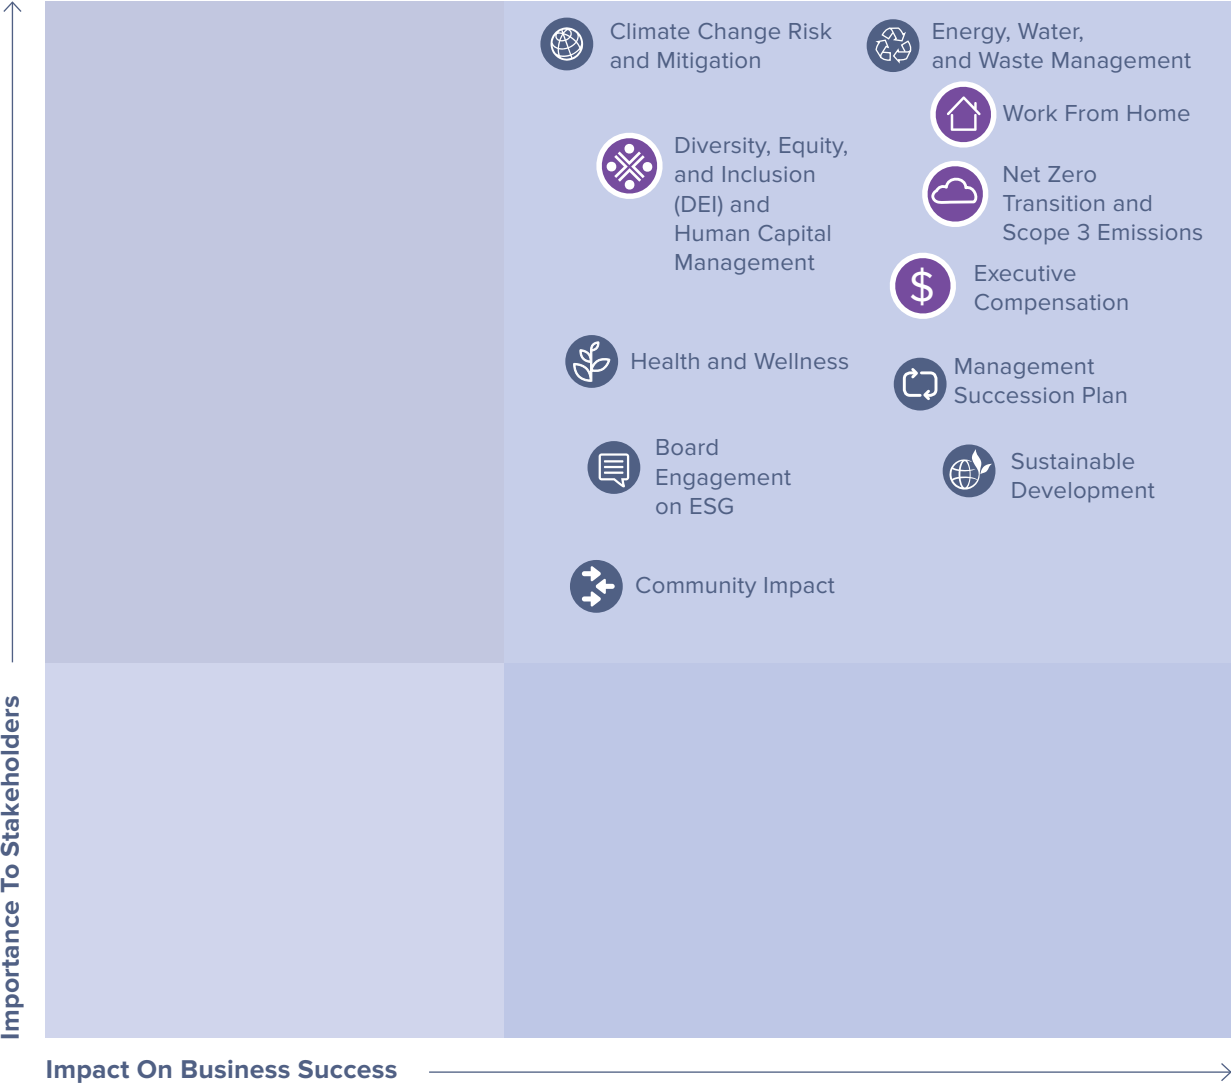 Climate Change Risk
and Mitigation
Energy, Water,
and Waste Management
Work From Home
Diversity, Equity,
and Inclusion
(DEI) and
Human Capital
Management
Net Zero
Transition and
Scope 3 Emissions
$
Executive
Compensation
Health and Wellness
Management
Succession Plan
Board
Engagement
on ESG
Sustainable
Development
Community Impact
Importance To Stakeholders
Impact On Business Success